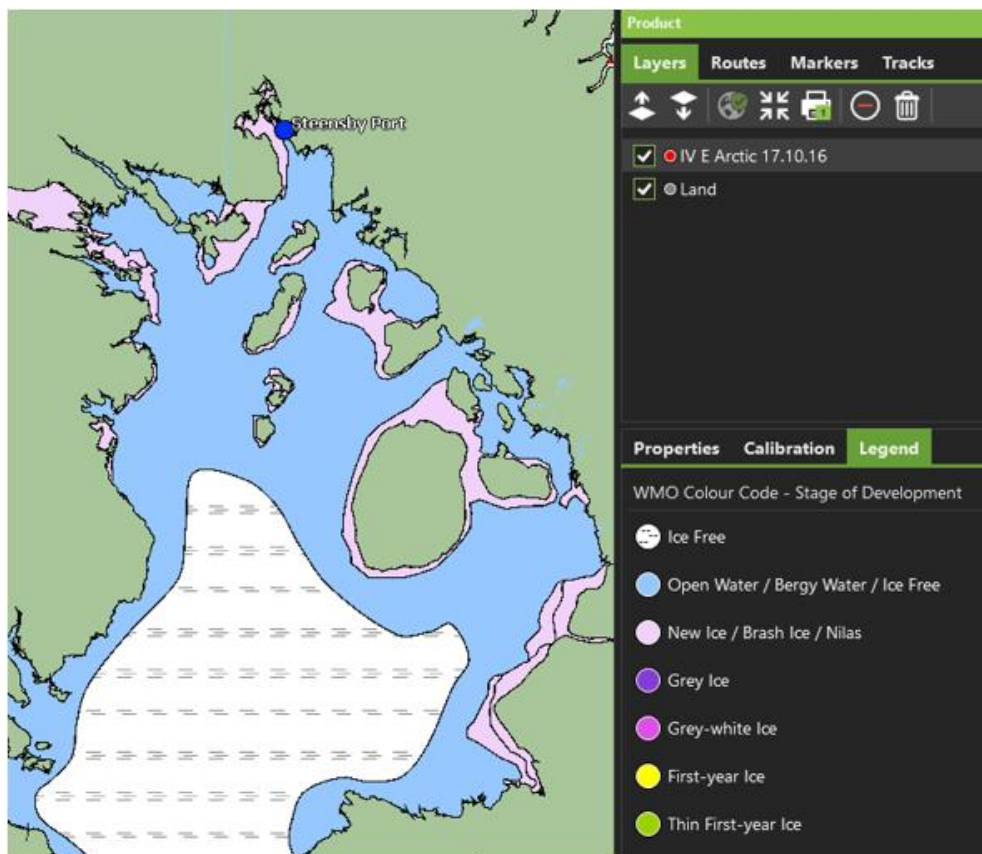 Product
Layers Routes Markers Tracks
IV E Arctic 17.10.16
Land
Steensby Port
Properties Calibration Legend
WMO Colour Code - Stage of Development
Ice Free
Open Water / Bergy Water / Ice Free
New Ice / Brash Ice / Nilas
Grey Ice
Grey-white Ice
First-year Ice
Thin First-year Ice